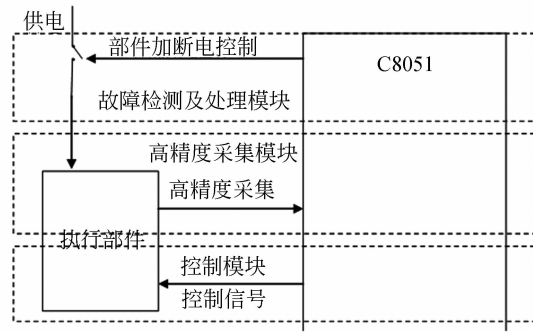 供电
部件加断电控制
C8051
故障检测及处理模块
高精度采集模块
高精度采集
执行部件
控制模块
控制信号